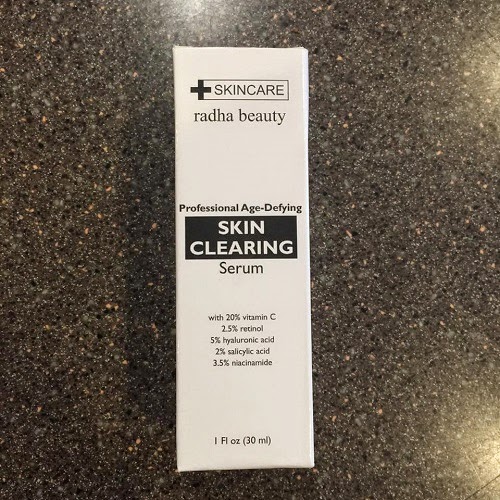 SKINCARE
radha beauty
Professional Age-Defying
SKIN
CLEARING
Serum
with 20% vitamin C
2.5% retinol
5% hyaluronic acid
2% salicylic acid
3.5% niacinamide
1 Fl oz (30 ml)